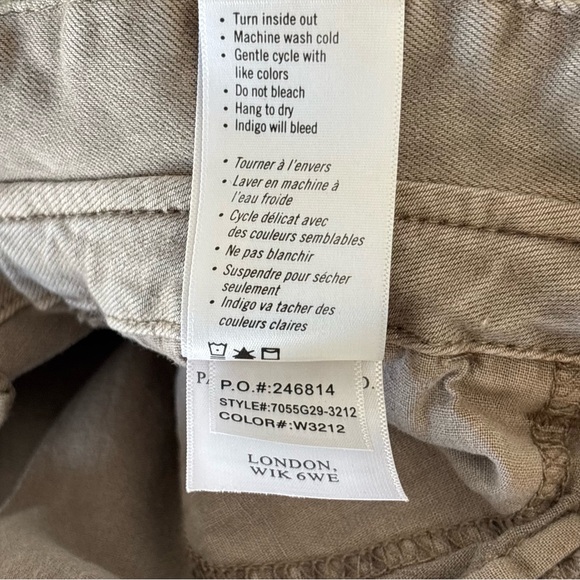 • Turn inside out
• Machine wash cold
• Gentle cycle with
like colors
• Do not bleach
• Hang to dry
• Indigo will bleed
• Tourner à l'envers
• Laver en machine à
l'eau froide
• Cycle délicat avec
des couleurs semblables
• Ne pas blanchir
• Suspendre pour sécher
seulement
• Indigo va tacher des
couleurs claires
P.O.#:246814
STYLE#:7055G29-3212
COLOR#:W3212
LONDON,
WIK 6WE